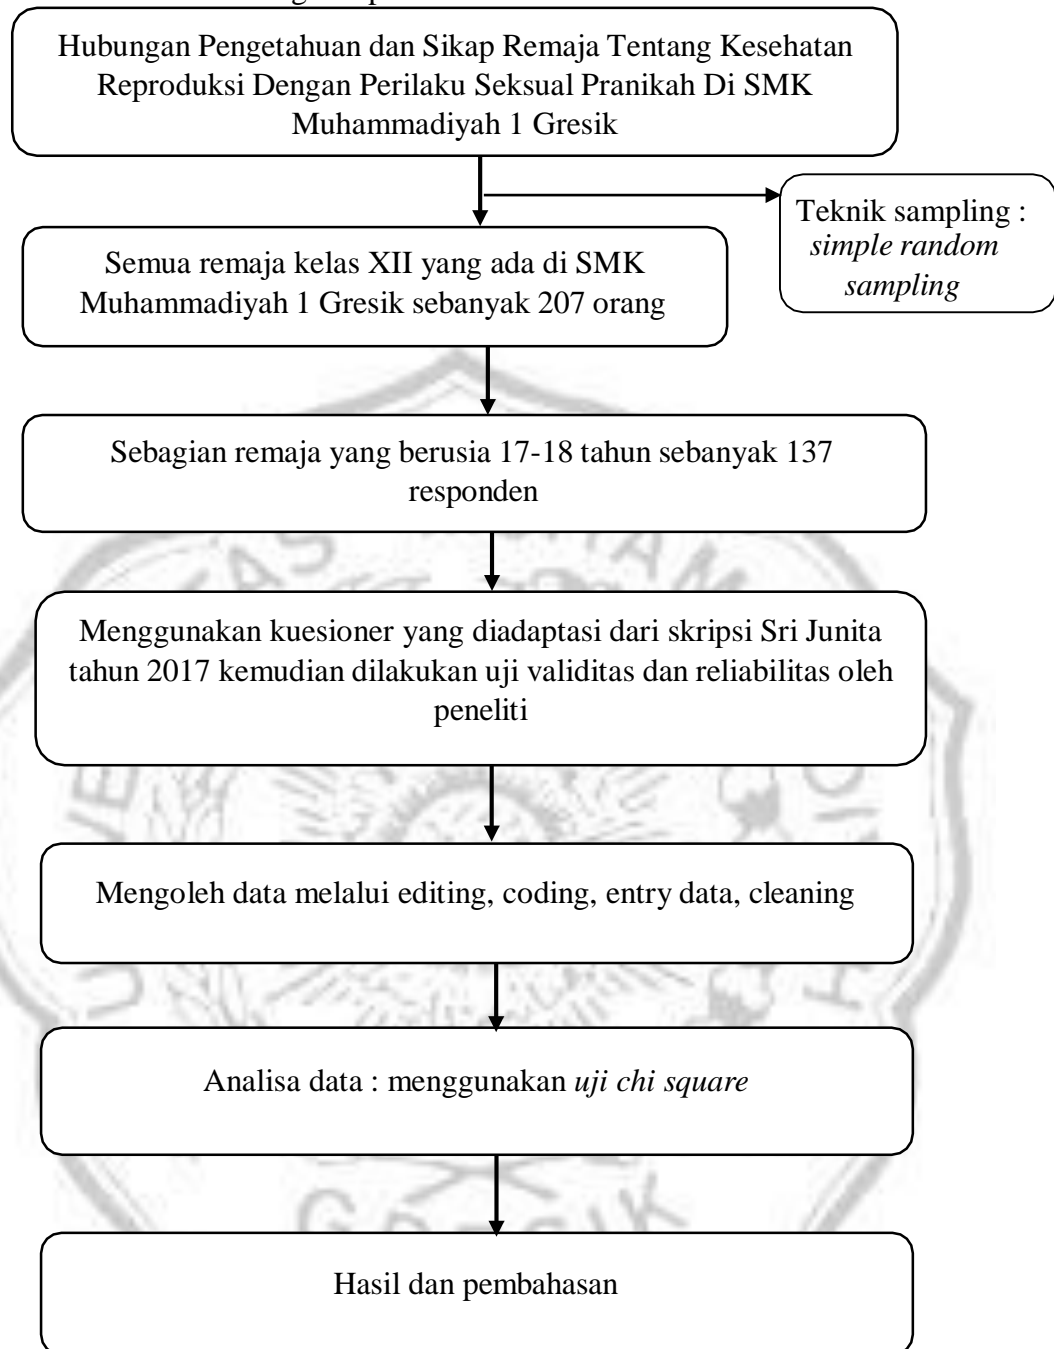 Hubungan Pengetahuan dan Sikap Remaja Tentang Kesehatan
Reproduksi Dengan Perilaku Seksual Pranikah Di SMK
Muhammadiyah 1 Gresik
Teknik sampling :
simple random
sampling
Semua remaja kelas XII yang ada di SMK
Muhammadiyah 1 Gresik sebanyak 207 orang
Sebagian remaja yang berusia 17-18 tahun sebanyak 137
responden
Menggunakan kuesioner yang diadaptasi dari skripsi Sri Junita
tahun 2017 kemudian dilakukan uji validitas dan reliabilitas oleh
peneliti
Mengoleh data melalui editing, coding, entry data, cleaning
Analisa data : menggunakan uji chi square
Hasil dan pembahasan
GRESIK